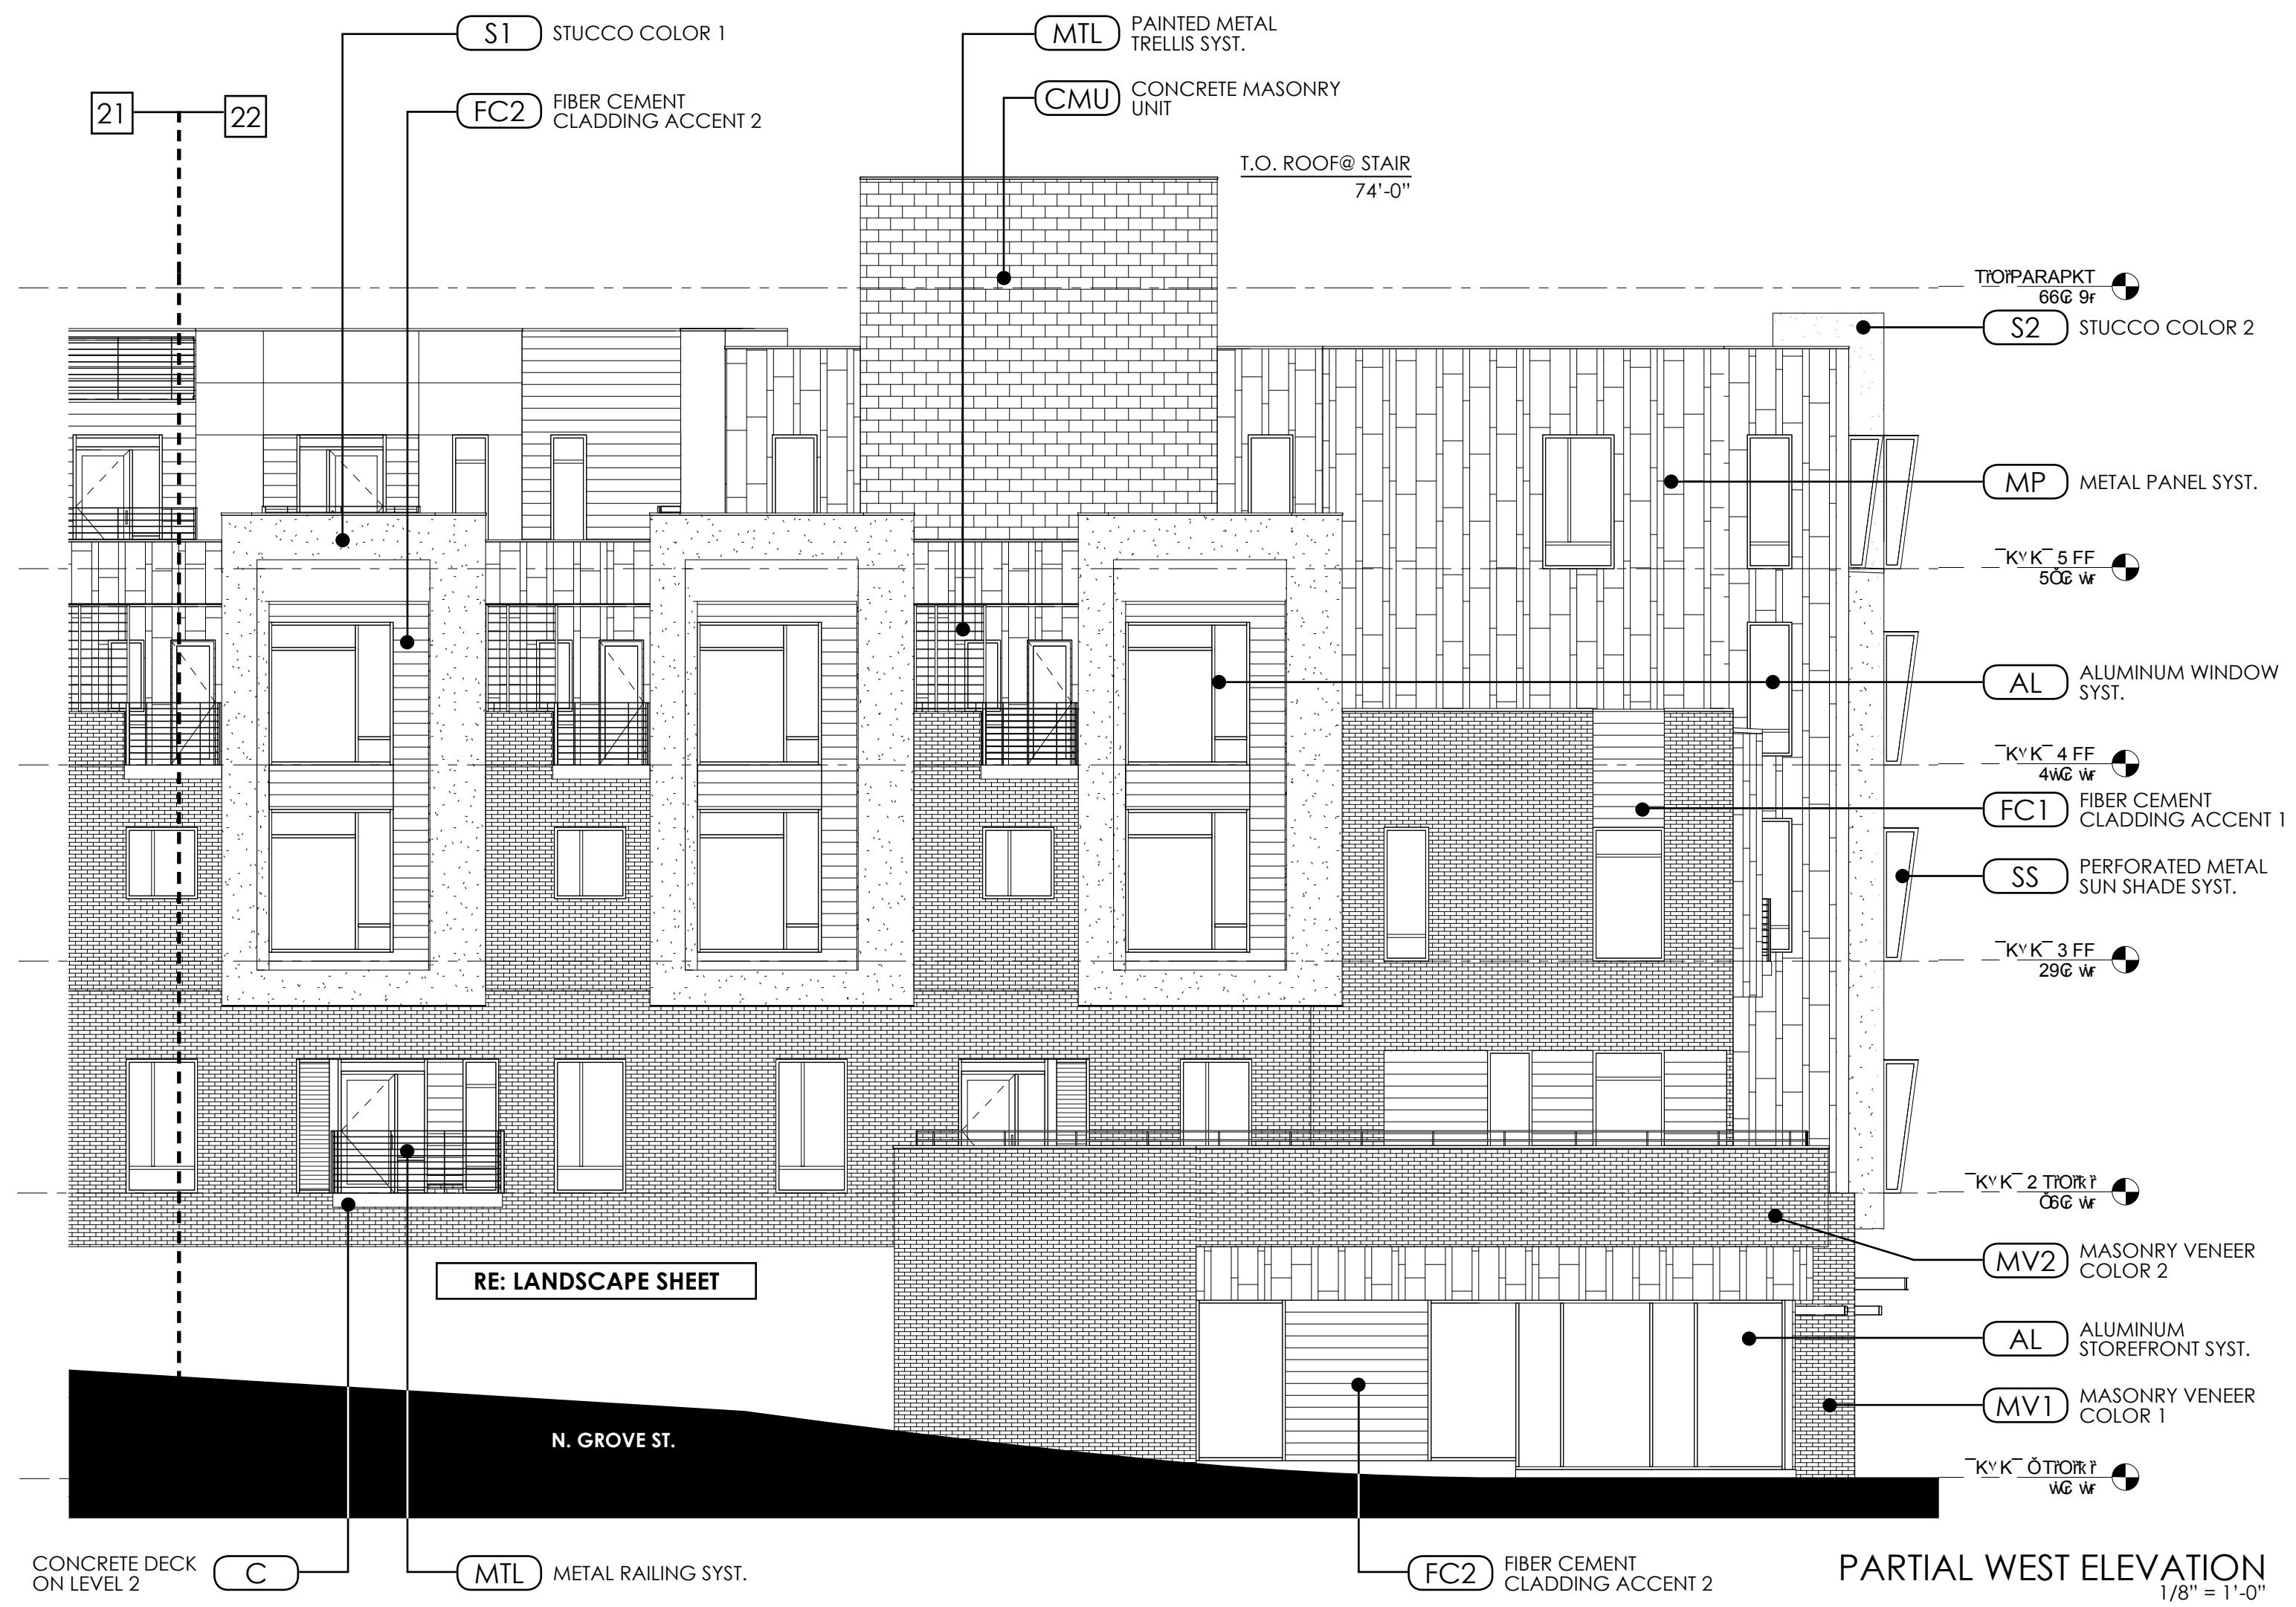 S1 STUCCO COLOR 1
MTL PAINTED METAL
TRELLIS SYST.
21
22
FC2 FIBER CEMENT
CLADDING ACCENT 2
CMU CONCRETE MASONRY
UNIT
T.O. ROOF@ STAIR
74'-0"
S2 STUCCO COLOR 2
MP METAL PANEL SYST.
5 FF
AL ALUMINUM WINDOW
SYST.
4 FF
FC1 FIBER CEMENT
CLADDING ACCENT 1
SS PERFORATED METAL
SUN SHADE SYST.
3 FF
MV2 MASONRY VENEER
COLOR 2
RE: LANDSCAPE SHEET
AL ALUMINUM
STOREFRONT SYST.
MV1 MASONRY VENEER
COLOR 1
N. GROVE ST.
CONCRETE DECK
ON LEVEL 2
C
MTL METAL RAILING SYST.
FC2 FIBER CEMENT
CLADDING ACCENT 2
PARTIAL WEST ELEVATION
1/8" = 1'-0"